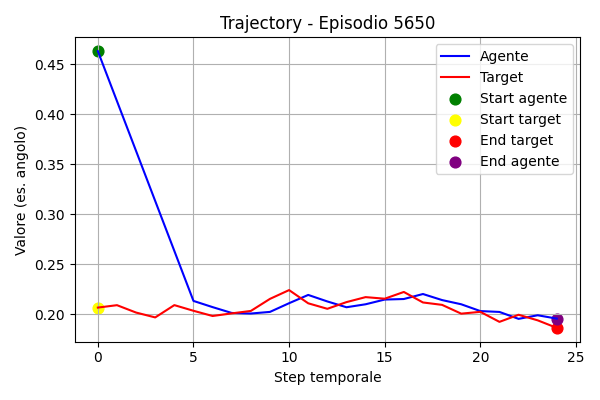 Trajectory - Episodio 5650
Agente
Target
Start agente
Start target
End target
End agente
Valore (es. angolo)
0.45
0.40
0.35
0.30
0.25
0.20
0
5
10
15
20
25
Step temporale